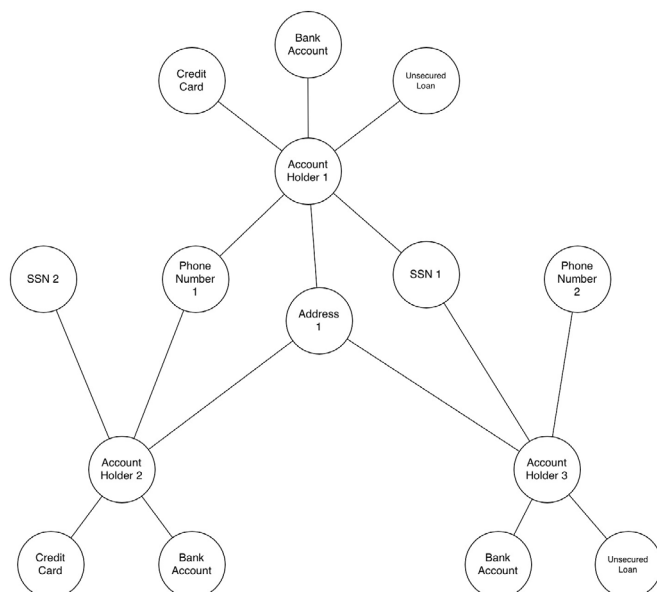 Bank
Account
Credit
Card
Unsecured
Loan
Account
Holder 1
SSN 2
Phone
Number
1
SSN 1
Phone
Number
2
Address
1
Account
Holder 2
Account
Holder 3
Credit
Card
Bank
Account
Bank
Account
Unsecured
Loan